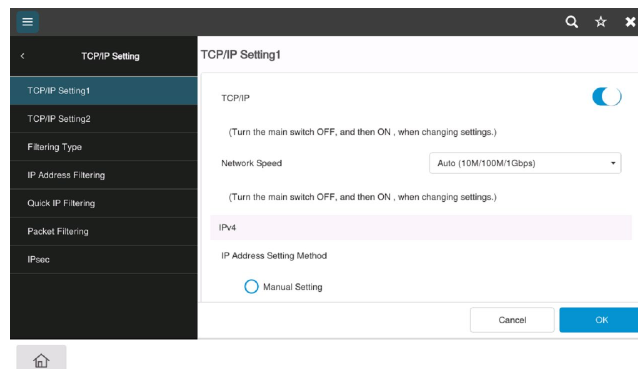 TCP/IP Setting
TCP/IP Setting1
TCP/IP Setting2
Filtering Type
IP Address Filtering
Quick IP Filtering
Packet Filtering
IPsec
TCP/IP Setting1
TCP/IP
(Turn the main switch OFF, and then ON , when changing settings.)
Network Speed Auto (10M/100M/1Gbps)
(Turn the main switch OFF, and then ON , when changing settings.)
IPv4
IP Address Setting Method
Manual Setting
Cancel OK